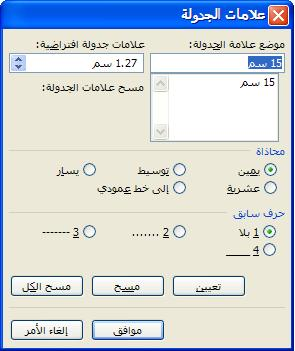 علامات الجدولة
موضع علامة الجدولة: علامات جدولة افتراضية:
15 سم 1.27 سم
15 سم مسح علامات الجدولة:
محاذاة
يمين توسيط يسار
عشرية إلى خط عمودي
حرف سابق
1 بلا 2 ....... 3 -------
4 ____
تعيين مسح مسح الكل
موافق إلغاء الأمر